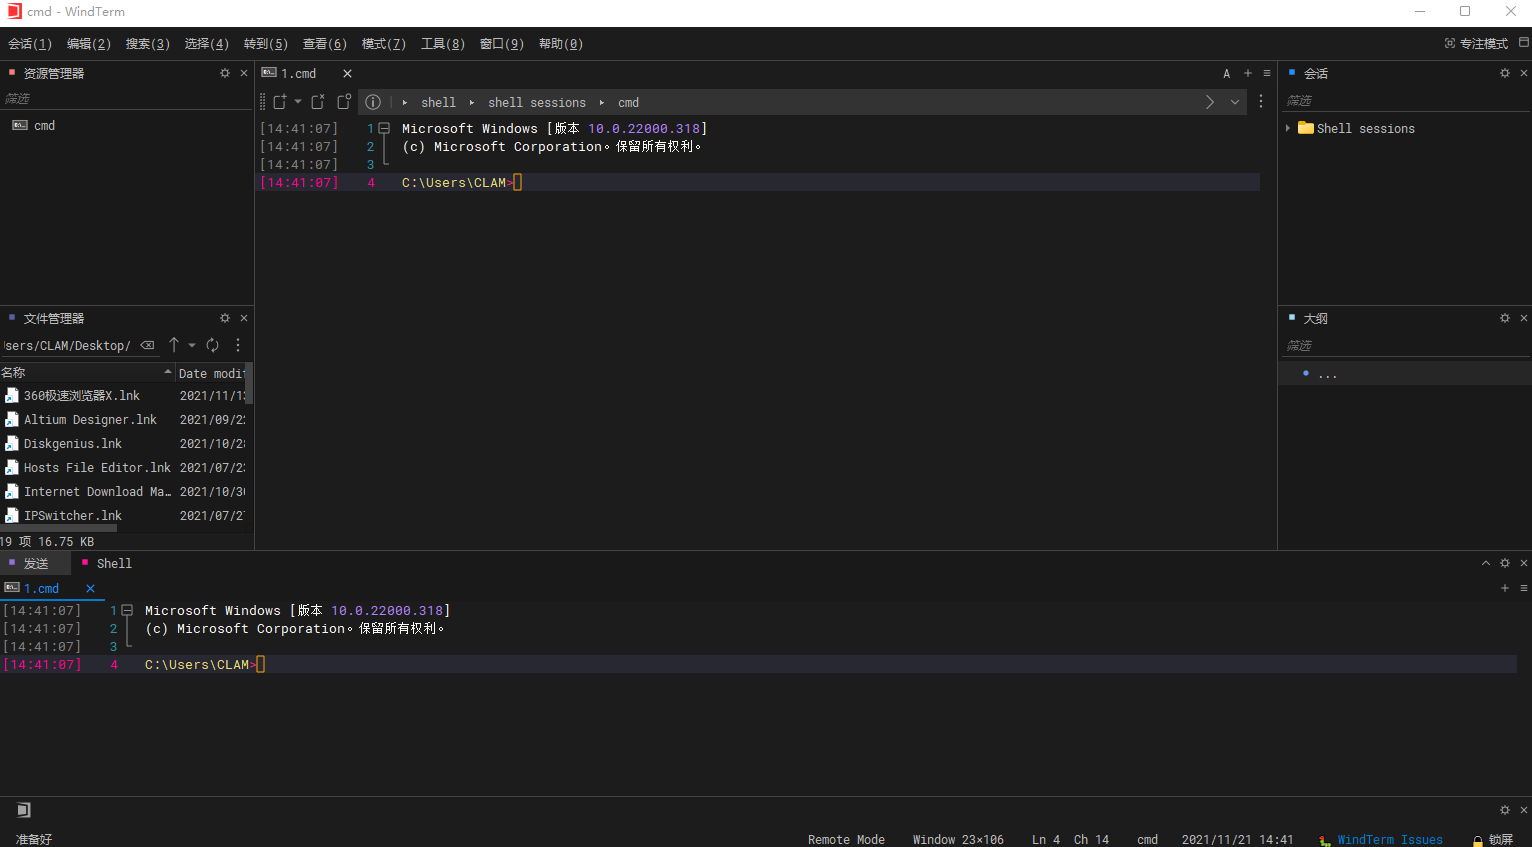 cmd - WindTerm
会话(1) 编辑(2) 搜索(3) 选择(4) 转到(5) 查看(6) 模式(7) 工具(8) 窗口(9) 帮助(0) 专注模式
资源管理器
筛选
cmd
1.cmd
A
shell shell sessions cmd
[14:41:07] 1 Microsoft Windows [版本 10.0.22000.318]
[14:41:07] 2 (c) Microsoft Corporation。保留所有权利。
[14:41:07] 3
[14:41:07] 4 C:\Users\CLAM>
会话
筛选
Shell sessions
文件管理器
sers/CLAM/Desktop/
名称 Date modif
360极速浏览器X.lnk 2021/11/13
Altium Designer.lnk 2021/09/22
Diskgenius.lnk 2021/10/28
Hosts File Editor.lnk 2021/07/23
Internet Download Ma… 2021/10/30
IPSwitcher.lnk 2021/07/27
19 项 16.75 KB
大纲
筛选
...
发送 Shell
1.cmd
[14:41:07] 1 Microsoft Windows [版本 10.0.22000.318]
[14:41:07] 2 (c) Microsoft Corporation。保留所有权利。
[14:41:07] 3
[14:41:07] 4 C:\Users\CLAM>
准备好 Remote Mode Window 23×106 Ln 4 Ch 14 cmd 2021/11/21 14:41 WindTerm Issues 锁屏